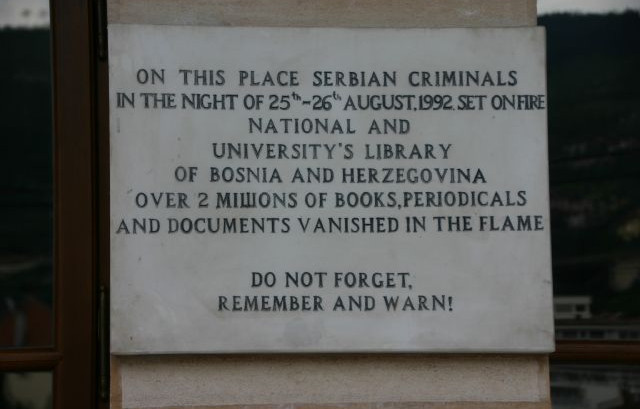 ON THIS PLACE SERBIAN CRIMINALS
IN THE NIGHT OF 25th-26th AUGUST,1992. SET ON FIRE
NATIONAL AND
UNIVERSITY'S LIBRARY
OF BOSNIA AND HERZEGOVINA
OVER 2 MILLIONS OF BOOKS,PERIODICALS
AND DOCUMENTS VANISHED IN THE FLAME
DO NOT FORGET,
REMEMBER AND WARN!